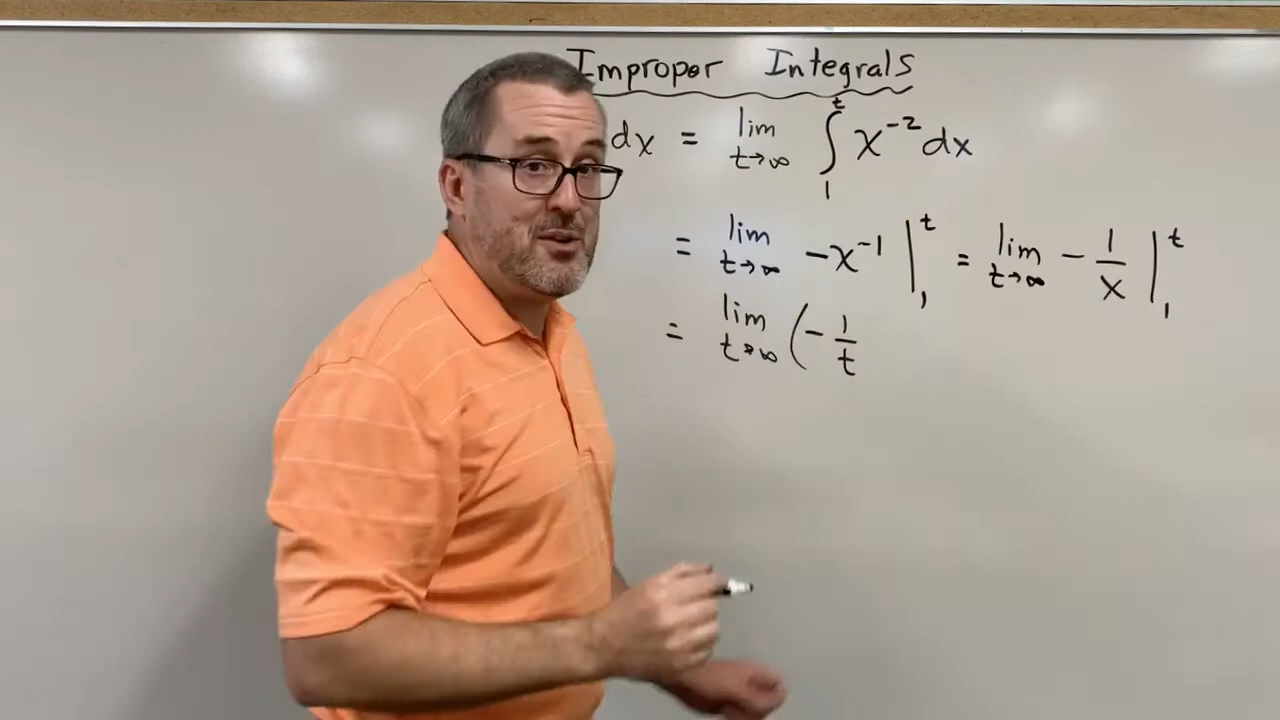 Improper Integrals
dx = lim t→∞ ∫₁ᵗ x⁻² dx
= lim t→∞ -x⁻¹ |₁ᵗ = lim t→∞ - 1/x |₁ᵗ
= lim t→∞ (- 1/t